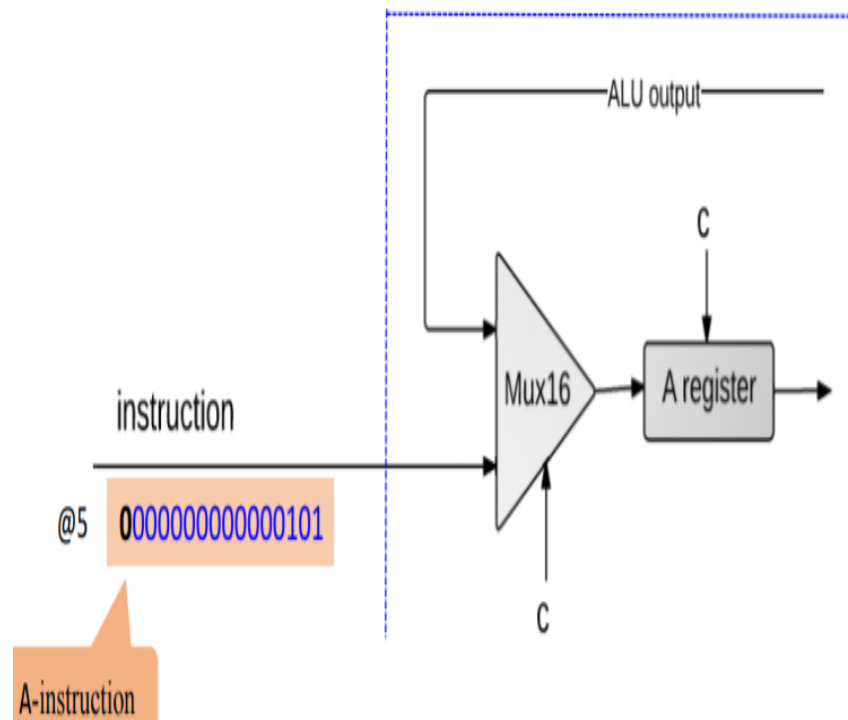 ALU output
C
Mux16
A register
instruction
@5 0000000000000101
C
A-instruction